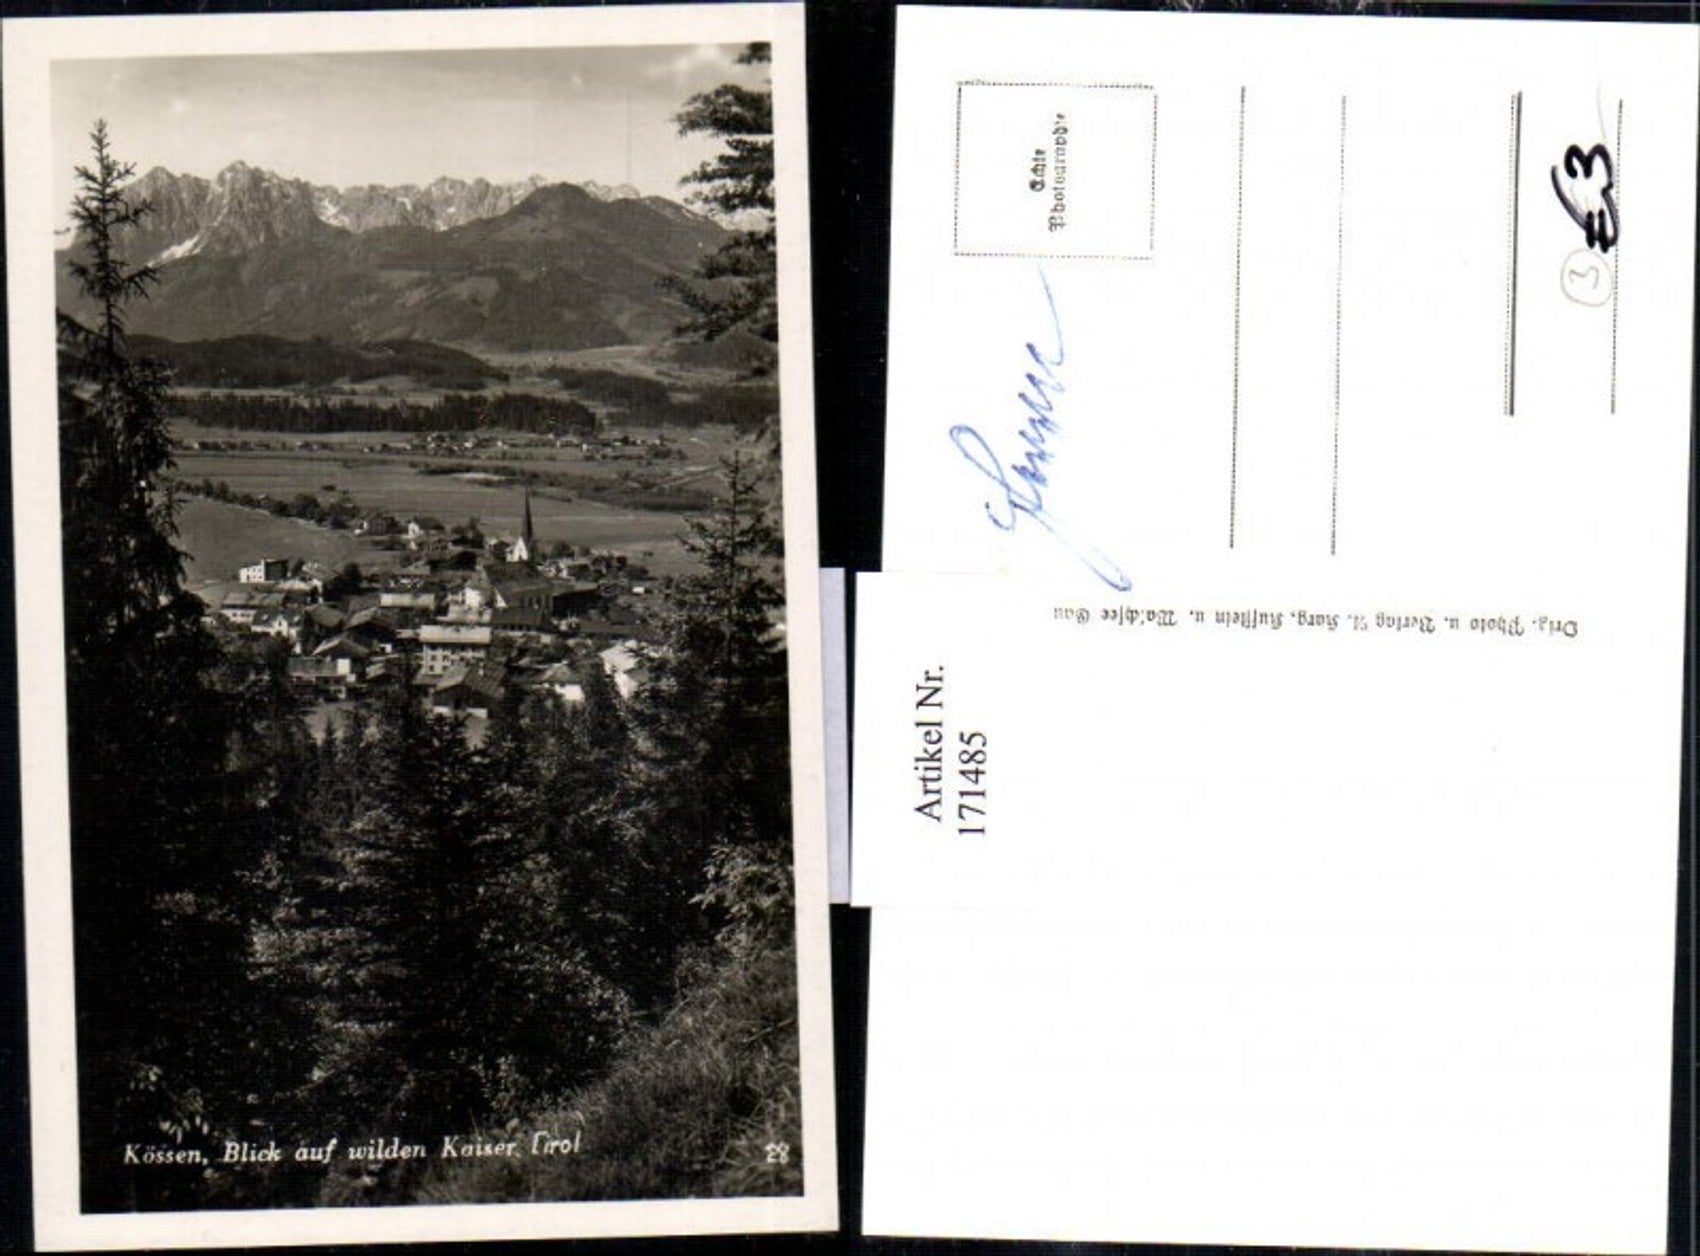 Kössen, Blick auf wilden Kaiser, Tirol
28
Echte
Photographie
€3
3
Orig. Photo u. Verlag A. Karg, Kufstein u. Walchsee Gau
Artikel Nr.
171485